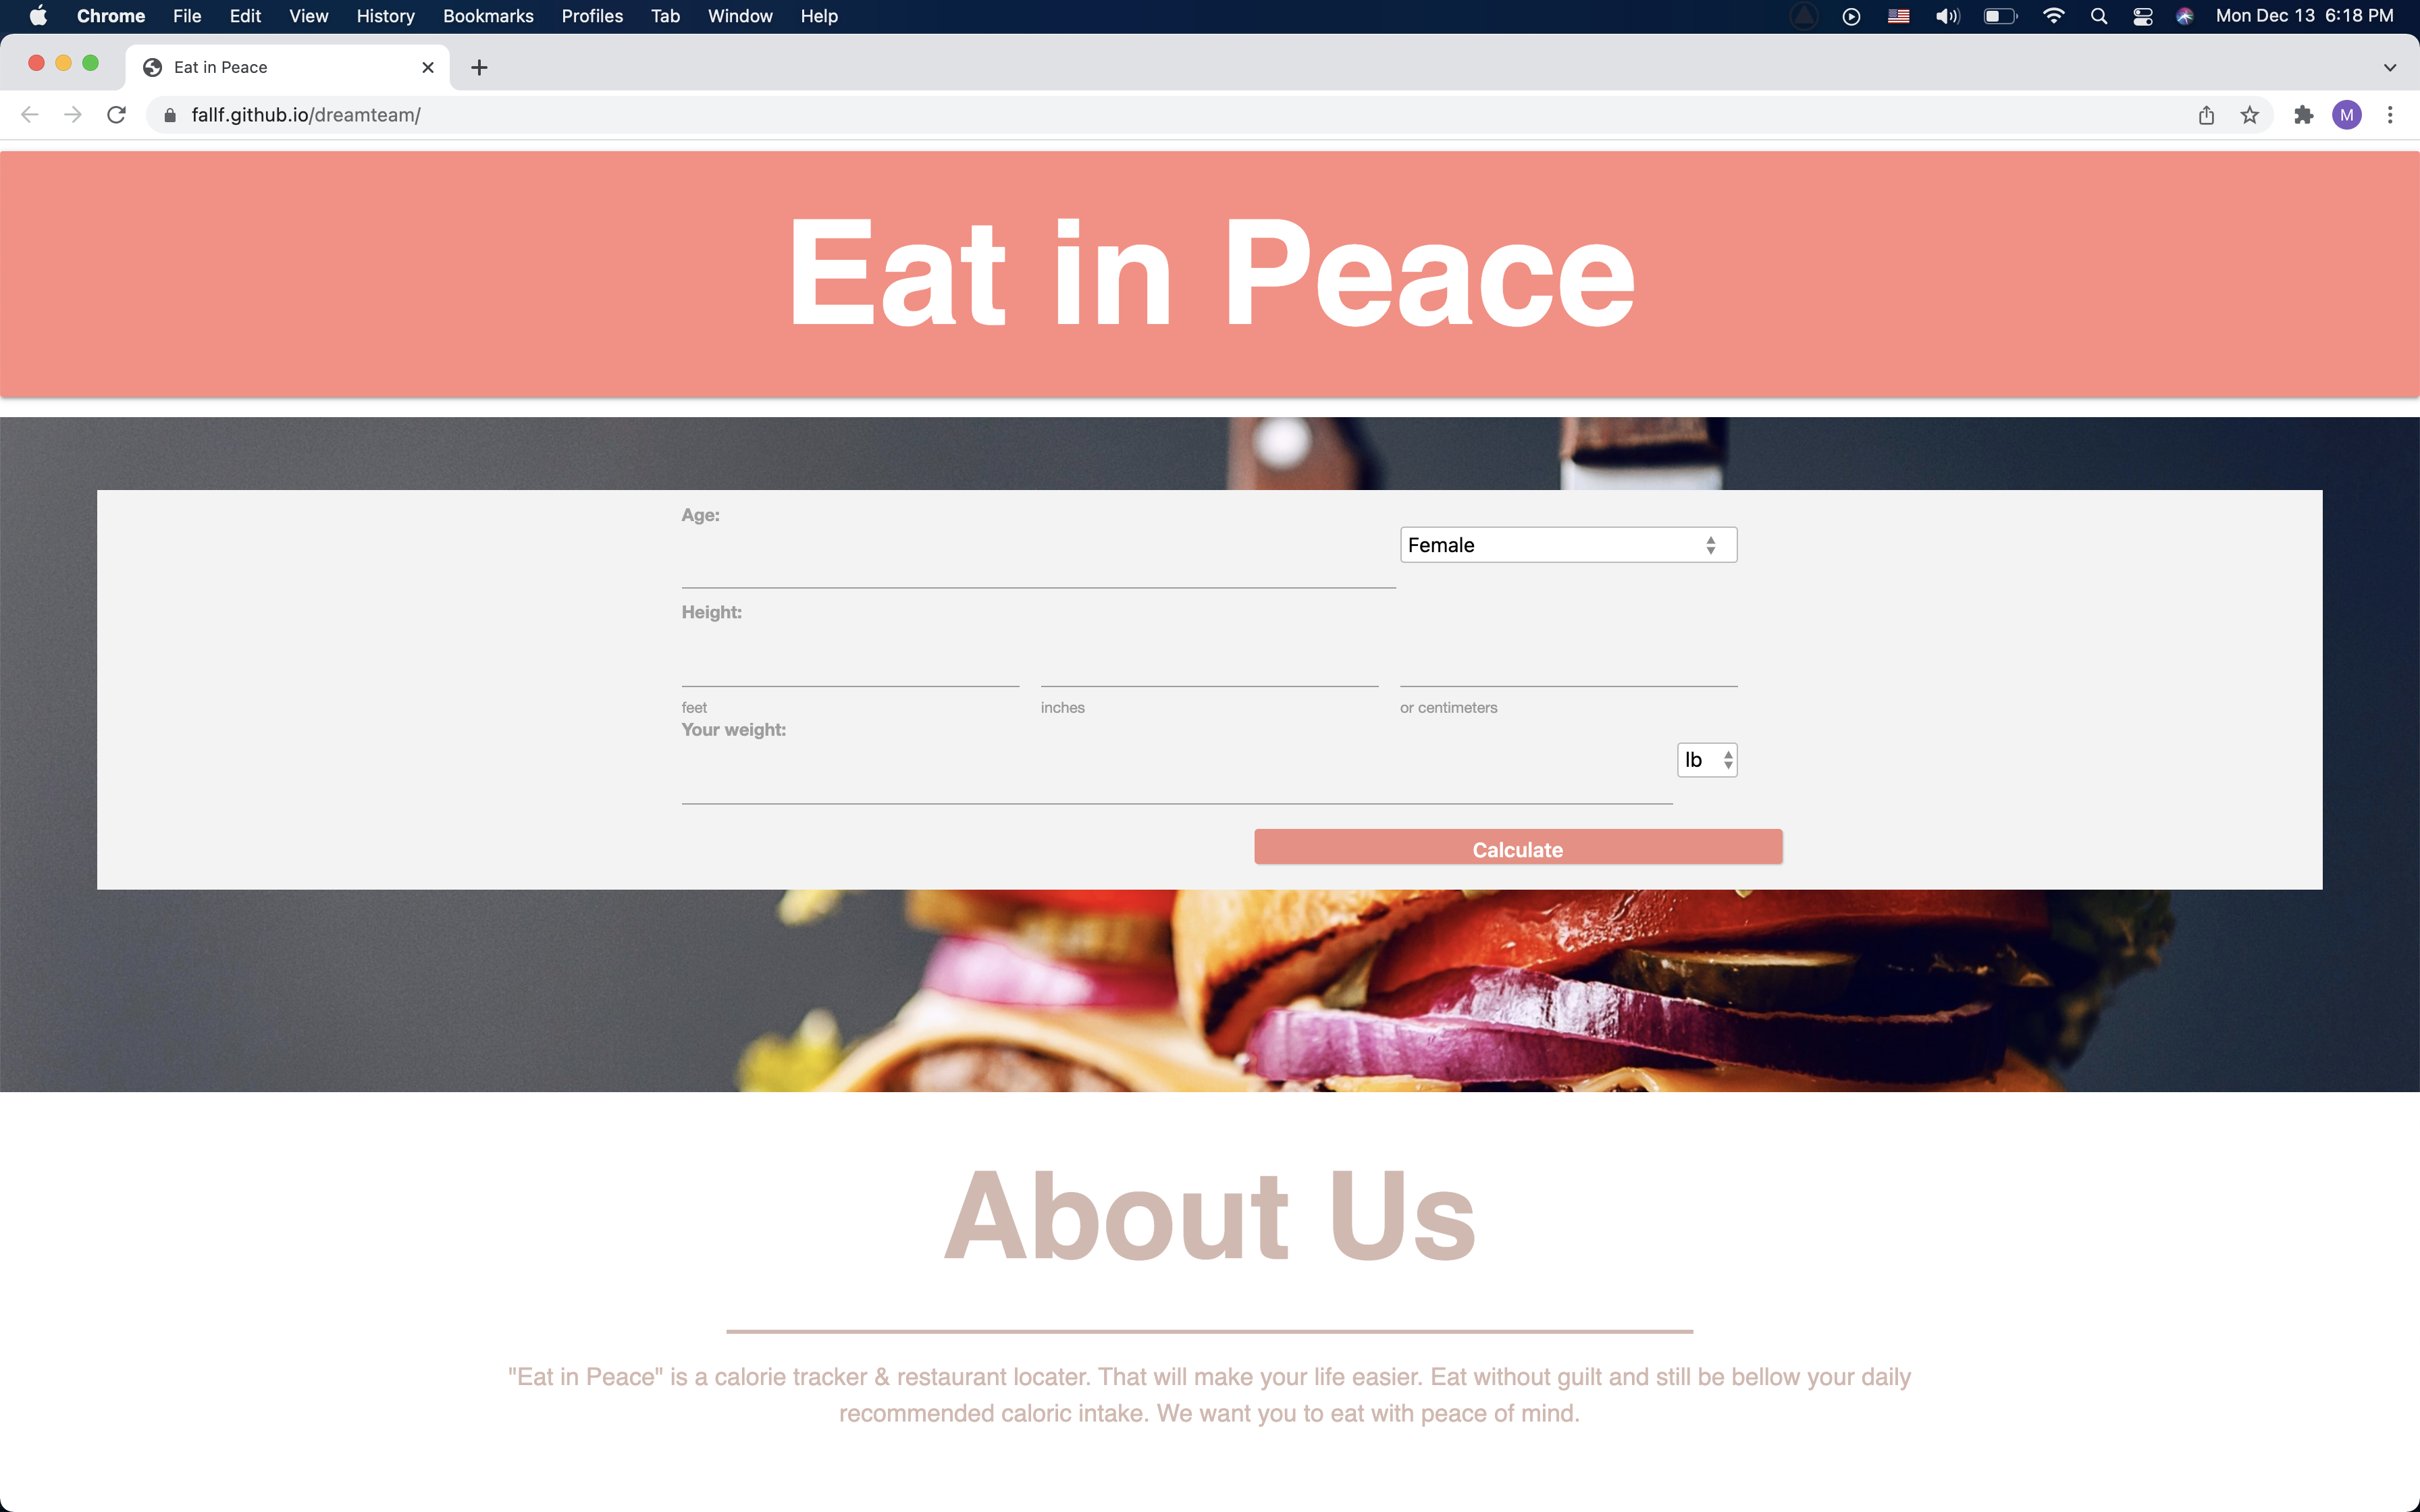 Chrome File Edit View History Bookmarks Profiles Tab Window Help Mon Dec 13 6:18 PM
Eat in Peace
fallf.github.io/dreamteam/ M
Eat in Peace
Age:
Female
Height:
feet inches or centimeters
Your weight:
lb
Calculate
About Us
"Eat in Peace" is a calorie tracker & restaurant locater. That will make your life easier. Eat without guilt and still be bellow your daily
recommended caloric intake. We want you to eat with peace of mind.